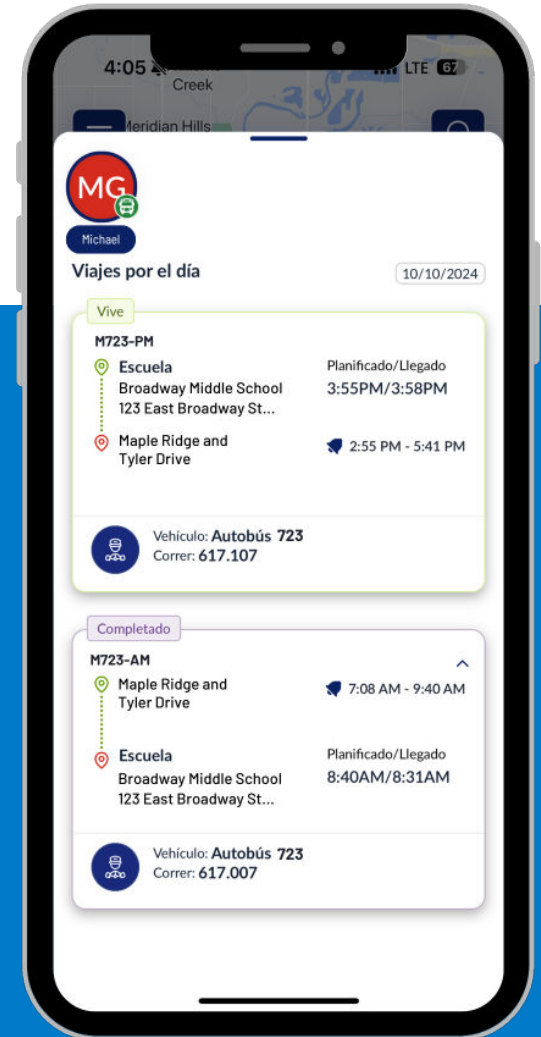 4:05 LTE 67
Creek
Meridian Hills
MG
Michael
Viajes por el día 10/10/2024
Vive
M723-PM
Escuela Planificado/Llegado
Broadway Middle School 3:55PM/3:58PM
123 East Broadway St...
Maple Ridge and 2:55 PM - 5:41 PM
Tyler Drive
Vehículo: Autobús 723
Correr: 617.107
Completado
M723-AM
Maple Ridge and 7:08 AM - 9:40 AM
Tyler Drive
Escuela Planificado/Llegado
Broadway Middle School 8:40AM/8:31AM
123 East Broadway St...
Vehículo: Autobús 723
Correr: 617.007